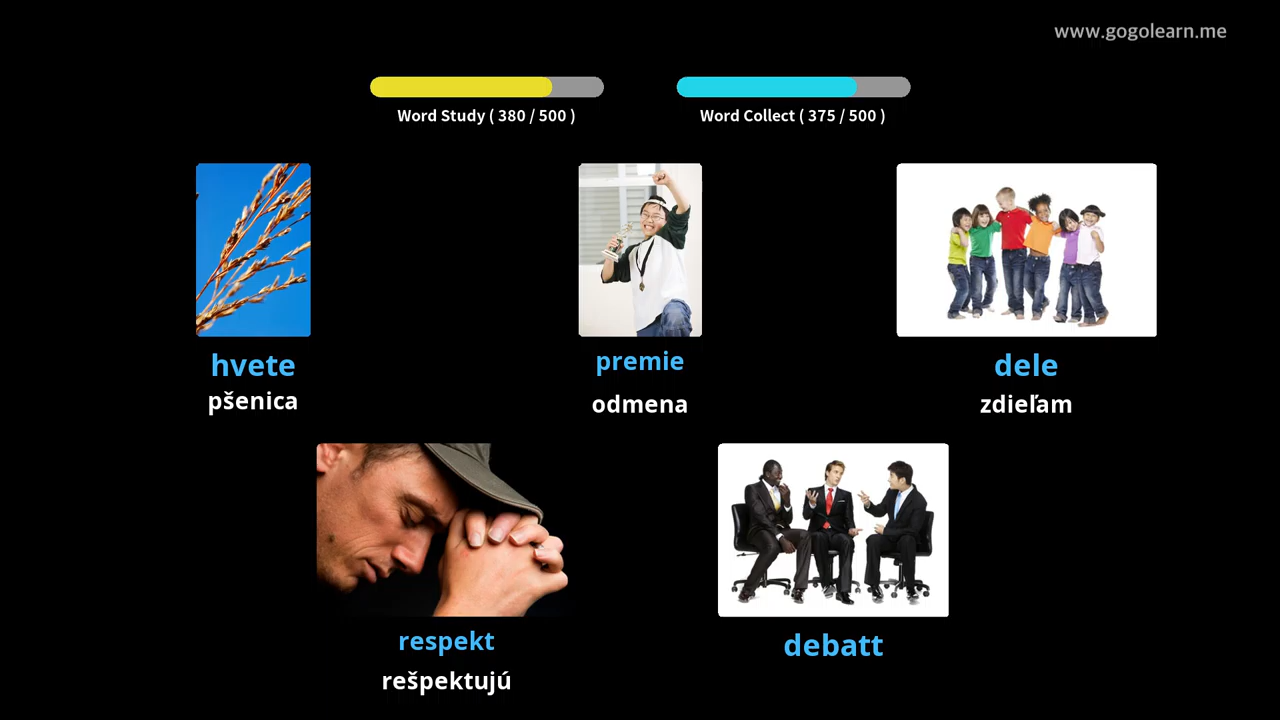 www.gogolearn.me
Word Study ( 380 / 500 )
Word Collect ( 375 / 500 )
hvete
pšenica
premie
odmena
dele
zdieľam
respekt
rešpektujú
debatt